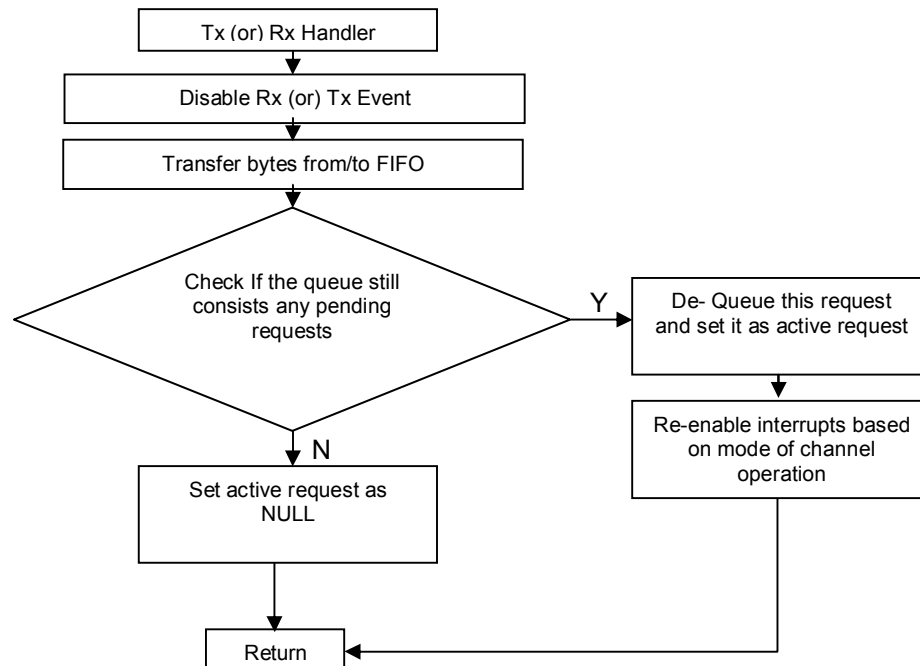 Tx (or) Rx Handler
Disable Rx (or) Tx Event
Transfer bytes from/to FIFO
Check If the queue still
consists any pending
requests
Y
De- Queue this request
and set it as active request
Re-enable interrupts based
on mode of channel
operation
N
Set active request as
NULL
Return